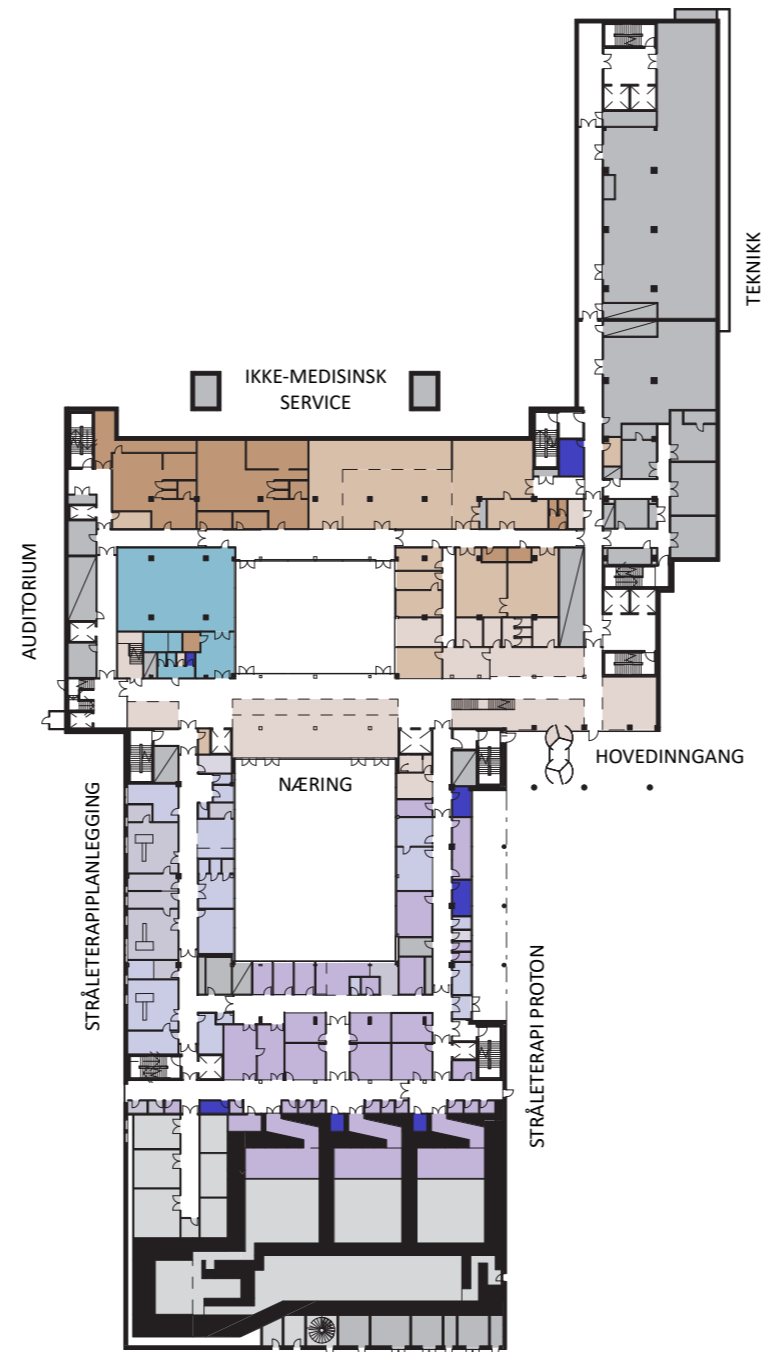 TEKNIKK
IKKE-MEDISINSK
SERVICE
AUDITORIUM
HOVEDINNGANG
NÆRING
STRÅLETERAPIPLANLEGGING
STRÅLETERAPI PROTON